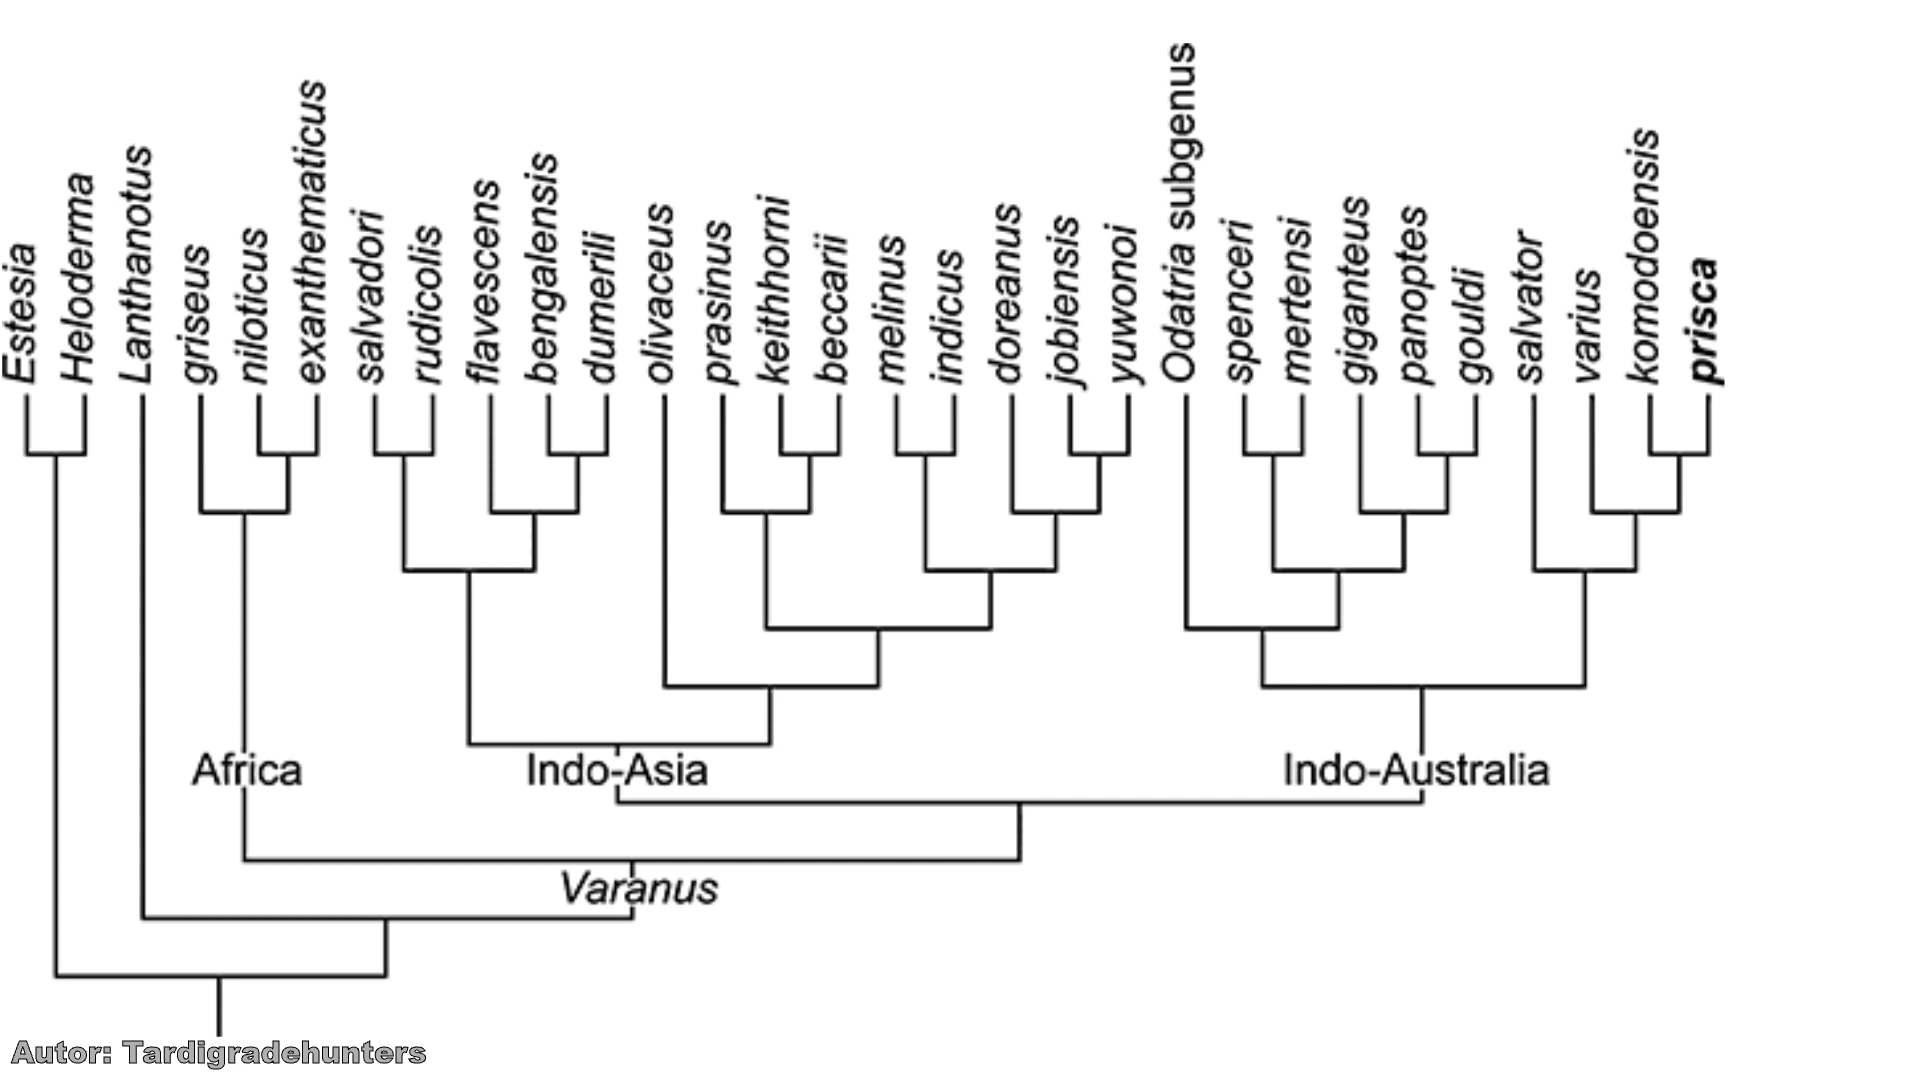 Estesia
Heloderma
Lanthanotus
griseus
niloticus
exanthematicus
salvadori
rudicolis
flavescens
bengalensis
dumerili
olivaceus
prasinus
keithhorni
beccarii
melinus
indicus
doreanus
jobiensis
yuwonoi
Odatria subgenus
spenceri
mertensi
giganteus
panoptes
gouldi
salvator
varius
komodoensis
prisca
Africa
Indo-Asia
Indo-Australia
Varanus
Autor: Tardigradehunters